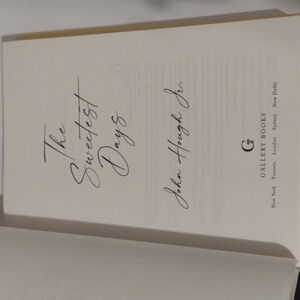 The
Sweetest
Days
John Hough Jr.
G
GALLERY BOOKS
New York Toronto London Sydney New Delhi